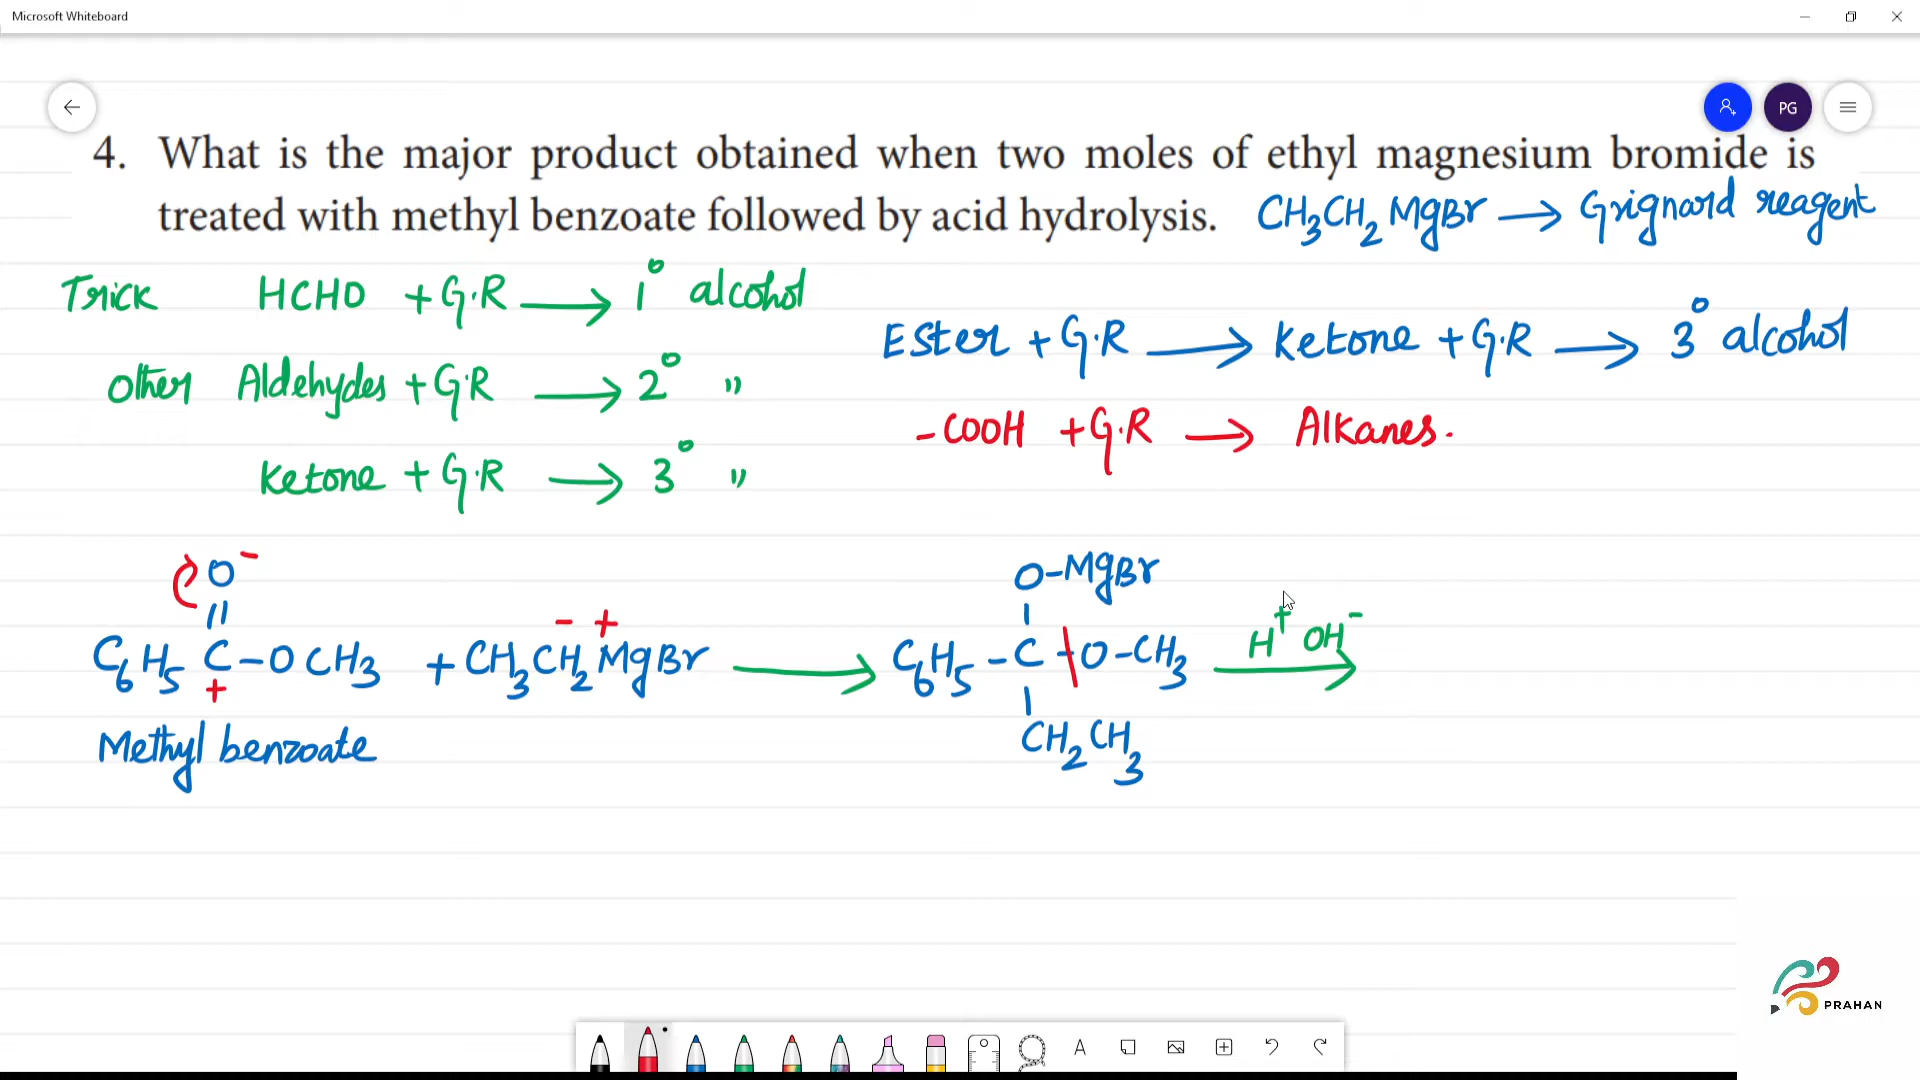 Microsoft Whiteboard
PG
4. What is the major product obtained when two moles of ethyl magnesium bromide is
treated with methyl benzoate followed by acid hydrolysis.
CH3CH2MgBr → Grignard reagent
Trick HCHO + G.R → 1° alcohol
other Aldehydes + G.R → 2° "
Ketone + G.R → 3° "
Ester + G.R → Ketone + G.R → 3° alcohol
-COOH + G.R → Alkanes.
O-
||
C6H5 C - OCH3 + CH3CH2MgBr →
+
- +
Methyl benzoate
O-MgBr
|
C6H5 - C - O - CH3 → H+ OH-
|
CH2CH3
A
PRAHAN